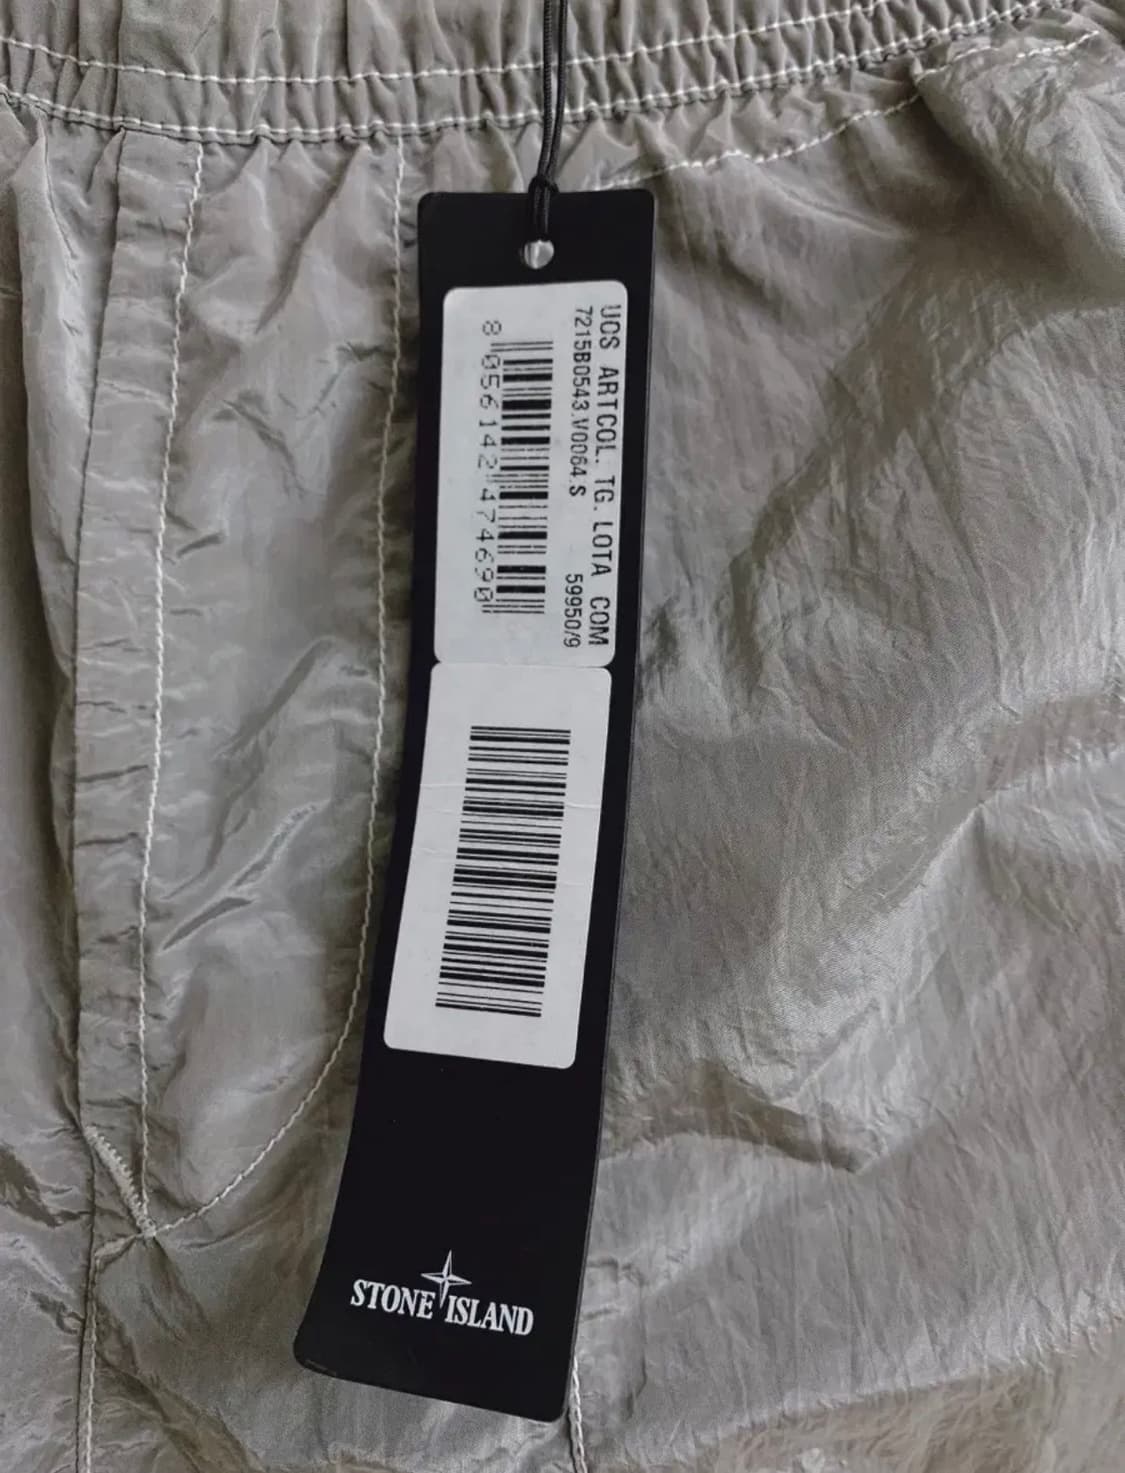 UOS ARTCOL. TG. LOTA COM
7215B0543.V0064.S 59950/9
8 056142 474690
STONE ISLAND